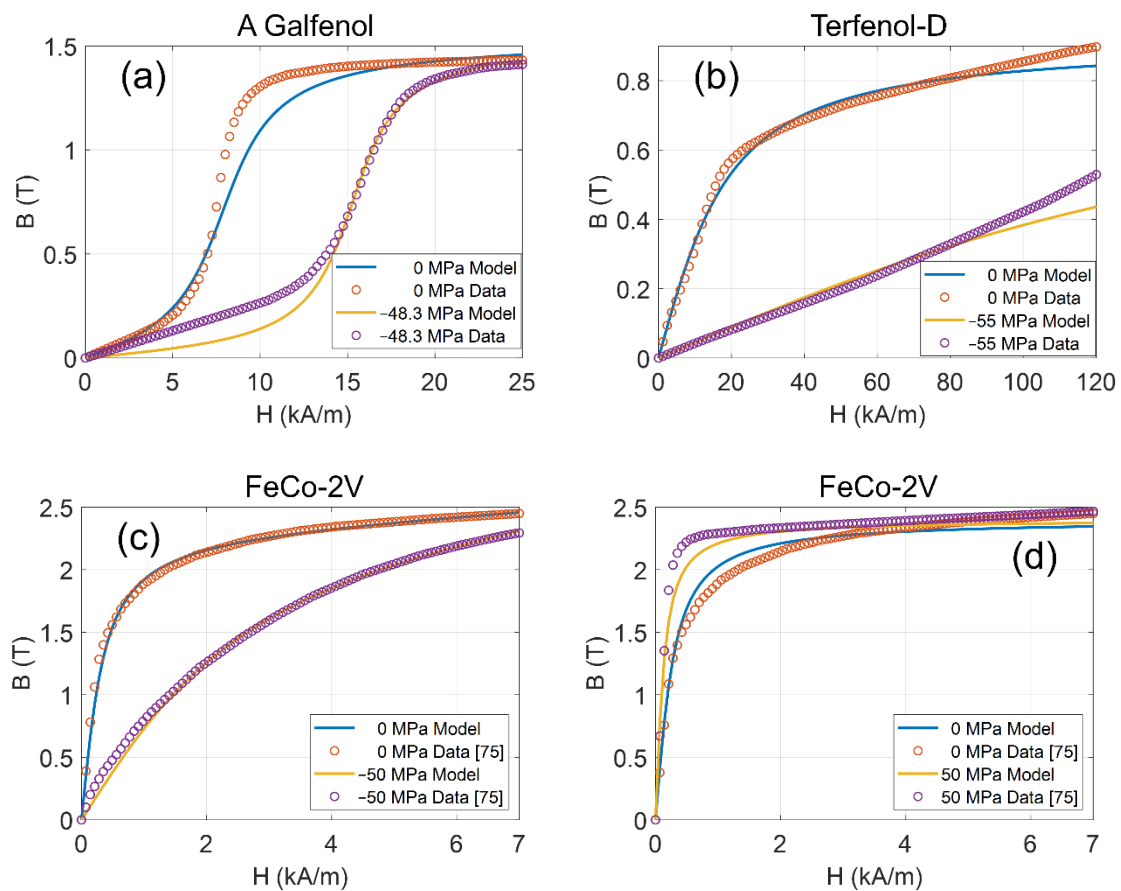 A Galfenol
(a)
1.5
1
0.5
0
B (T)
0 5 10 15 20 25
H (kA/m)
0 MPa Model
0 MPa Data
−48.3 MPa Model
−48.3 MPa Data
Terfenol-D
(b)
0.8
0.6
0.4
0.2
0
B (T)
0 20 40 60 80 100 120
H (kA/m)
0 MPa Model
0 MPa Data
−55 MPa Model
−55 MPa Data
FeCo-2V
(c)
2.5
2
1.5
1
0.5
0
B (T)
0 2 4 6 7
H (kA/m)
0 MPa Model
0 MPa Data [75]
−50 MPa Model
−50 MPa Data [75]
FeCo-2V
(d)
2.5
2
1.5
1
0.5
0
B (T)
0 2 4 6 7
H (kA/m)
0 MPa Model
0 MPa Data [75]
50 MPa Model
50 MPa Data [75]